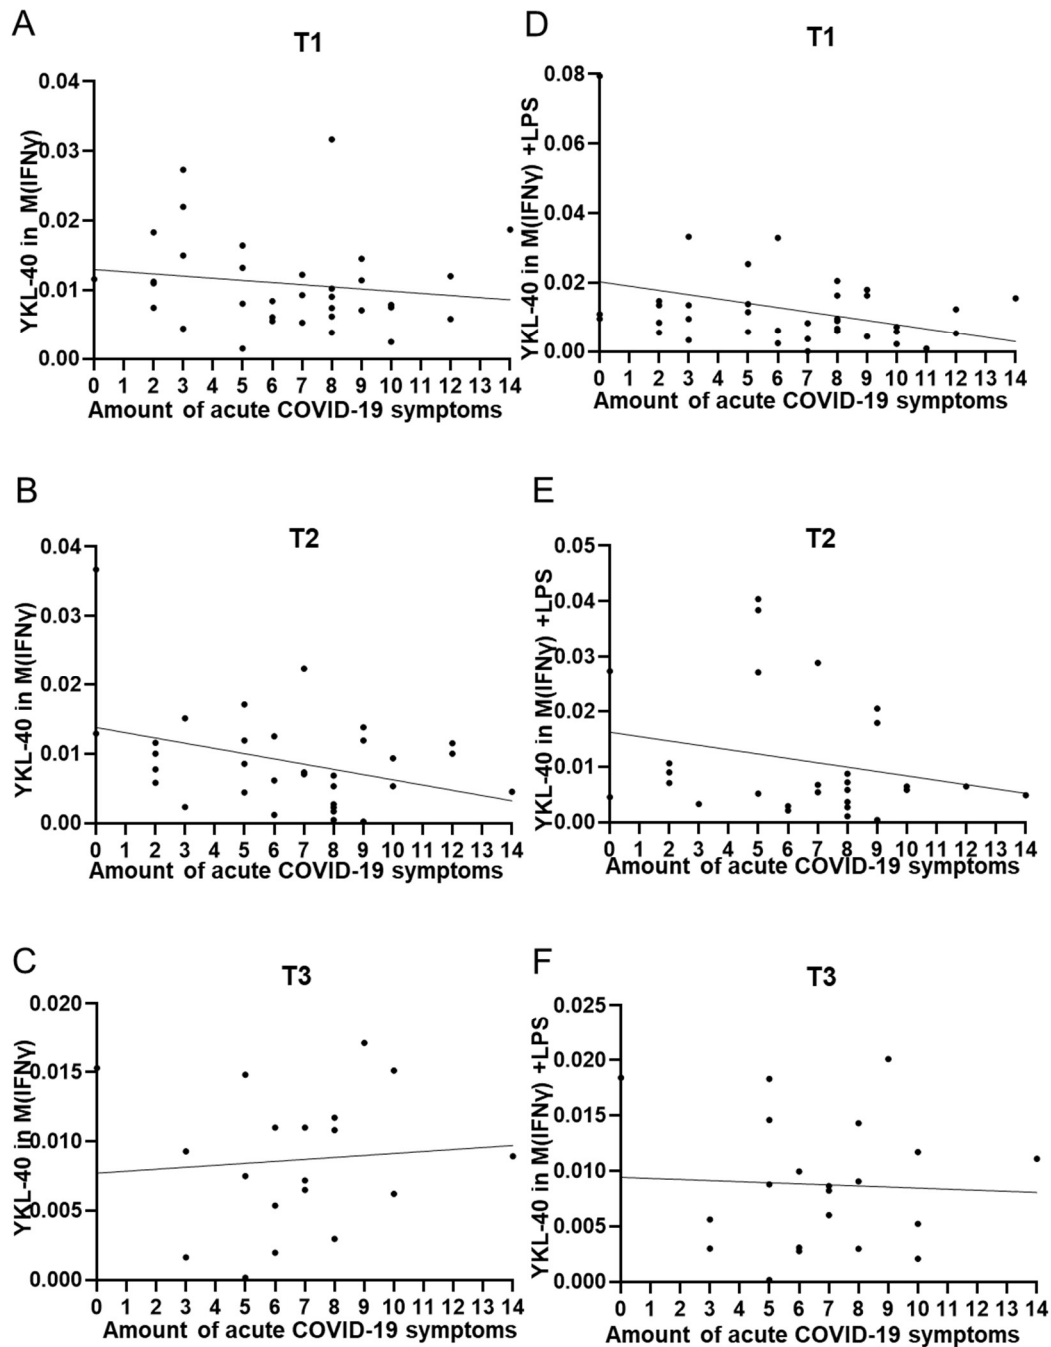 A
T1
YKL-40 in M(IFNγ)
0.04
0.03
0.02
0.01
0.00
0 1 2 3 4 5 6 7 8 9 10 11 12 13 14
Amount of acute COVID-19 symptoms
D
T1
YKL-40 in M(IFNγ) +LPS
0.08
0.06
0.04
0.02
0.00
0 1 2 3 4 5 6 7 8 9 10 11 12 13 14
Amount of acute COVID-19 symptoms
B
T2
YKL-40 in M(IFNγ)
0.04
0.03
0.02
0.01
0.00
0 1 2 3 4 5 6 7 8 9 10 11 12 13 14
Amount of acute COVID-19 symptoms
E
T2
YKL-40 in M(IFNγ) +LPS
0.05
0.04
0.03
0.02
0.01
0.00
0 1 2 3 4 5 6 7 8 9 10 11 12 13 14
Amount of acute COVID-19 symptoms
C
T3
YKL-40 in M(IFNγ)
0.020
0.015
0.010
0.005
0.000
0 1 2 3 4 5 6 7 8 9 10 11 12 13 14
Amount of acute COVID-19 symptoms
F
T3
YKL-40 in M(IFNγ) +LPS
0.025
0.020
0.015
0.010
0.005
0.000
0 1 2 3 4 5 6 7 8 9 10 11 12 13 14
Amount of acute COVID-19 symptoms